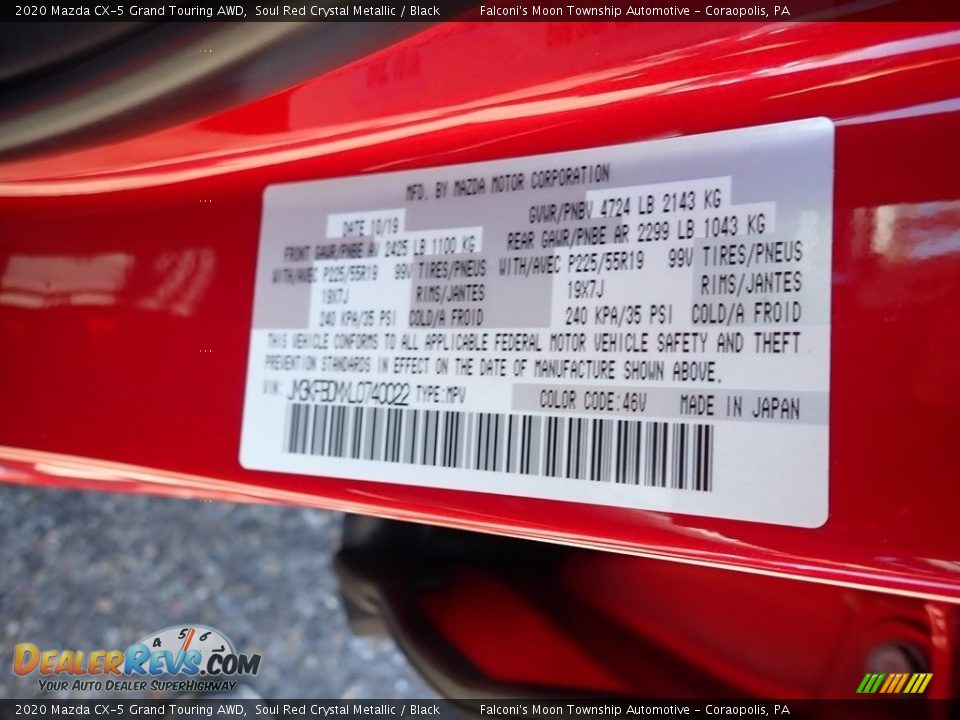 2020 Mazda CX-5 Grand Touring AWD, Soul Red Crystal Metallic / Black Falconi's Moon Township Automotive - Coraopolis, PA
MFD. BY MAZDA MOTOR CORPORATION
DATE 10/19 GVWR/PNBV 4724 LB 2143 KG
FRONT GAWR/PNBE AV 2425 LB 1100 KG REAR GAWR/PNBE AR 2299 LB 1043 KG
WITH/AVEC P225/55R19 99V TIRES/PNEUS WITH/AVEC P225/55R19 99V TIRES/PNEUS
19X7J RIMS/JANTES 19X7J RIMS/JANTES
240 KPA/35 PSI COLD/A FROID 240 KPA/35 PSI COLD/A FROID
THIS VEHICLE CONFORMS TO ALL APPLICABLE FEDERAL MOTOR VEHICLE SAFETY AND THEFT
PREVENTION STANDARDS IN EFFECT ON THE DATE OF MANUFACTURE SHOWN ABOVE.
VIN: JM3KFBDMXL0740022 TYPE:MPV COLOR CODE:46V MADE IN JAPAN
4 5 6
DealerRevs.com
Your Auto Dealer SuperHighway
2020 Mazda CX-5 Grand Touring AWD, Soul Red Crystal Metallic / Black Falconi's Moon Township Automotive - Coraopolis, PA